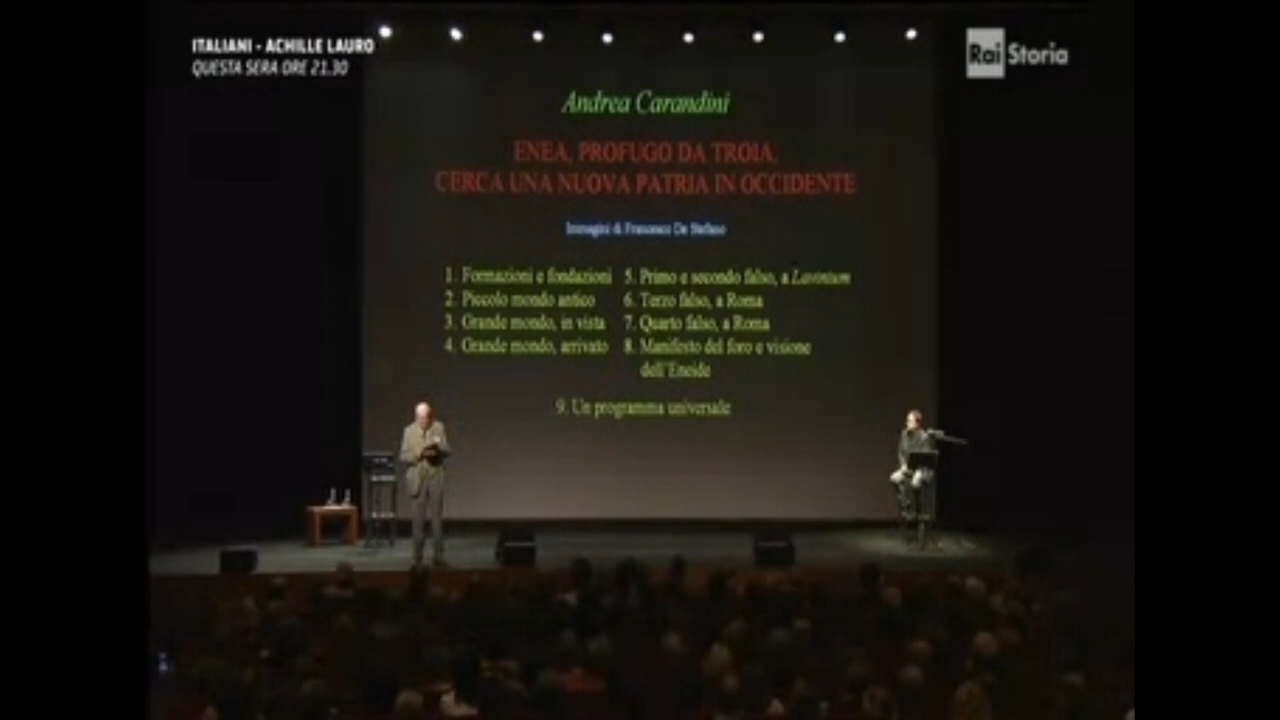 ITALIANI - ACHILLE LAURO
QUESTA SERA ORE 21.30
Rai Storia
Andrea Carandini
ENEA, PROFUGO DA TROIA,
CERCA UNA NUOVA PATRIA IN OCCIDENTE
Immagini di Francesco De Stefano
1. Formazioni e fondazioni
2. Piccolo mondo antico
3. Grande mondo, in vista
4. Grande mondo, arrivato
5. Primo e secondo falso, a Lavinium
6. Terzo falso, a Roma
7. Quarto falso, a Roma
8. Manifesto del foro e visione
dell'Eneide
9. Un programma universale